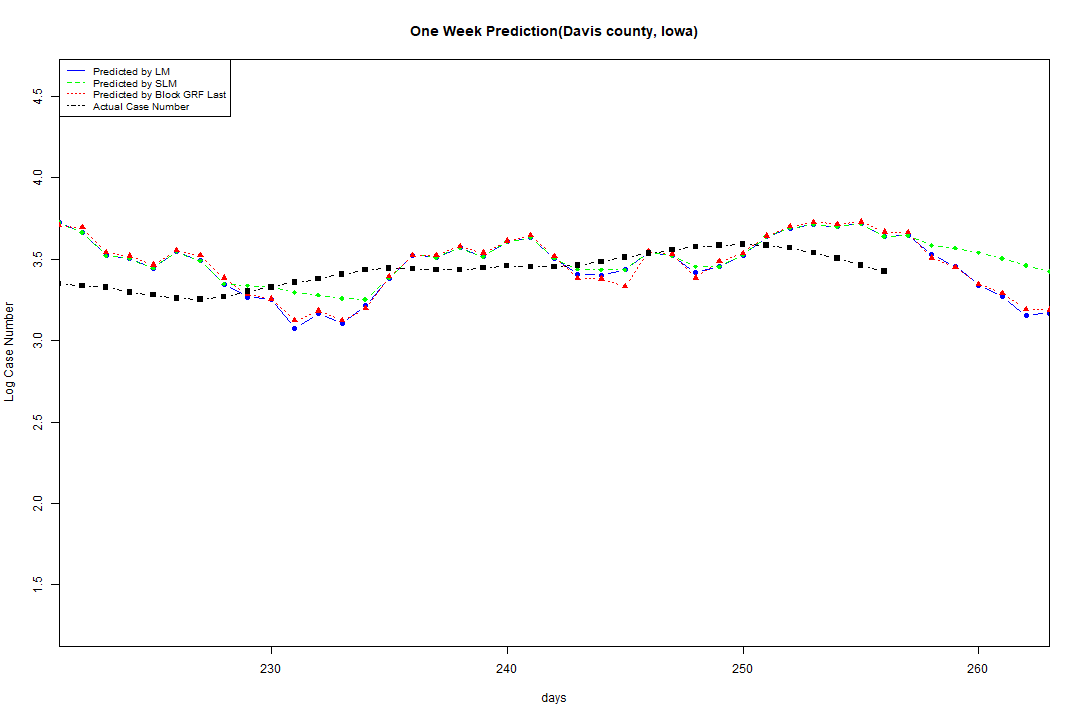 One Week Prediction(Davis county, Iowa)
Predicted by LM
Predicted by SLM
Predicted by Block GRF Last
Actual Case Number
4.5
4.0
3.5
3.0
2.5
2.0
1.5
Log Case Number
230
240
250
260
days